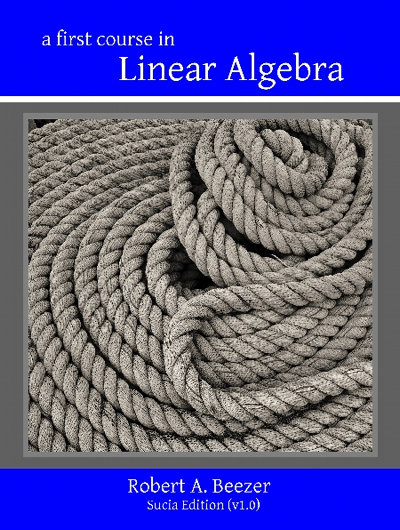 a first course in
Linear Algebra
Robert A. Beezer
Sucia Edition (v1.0)